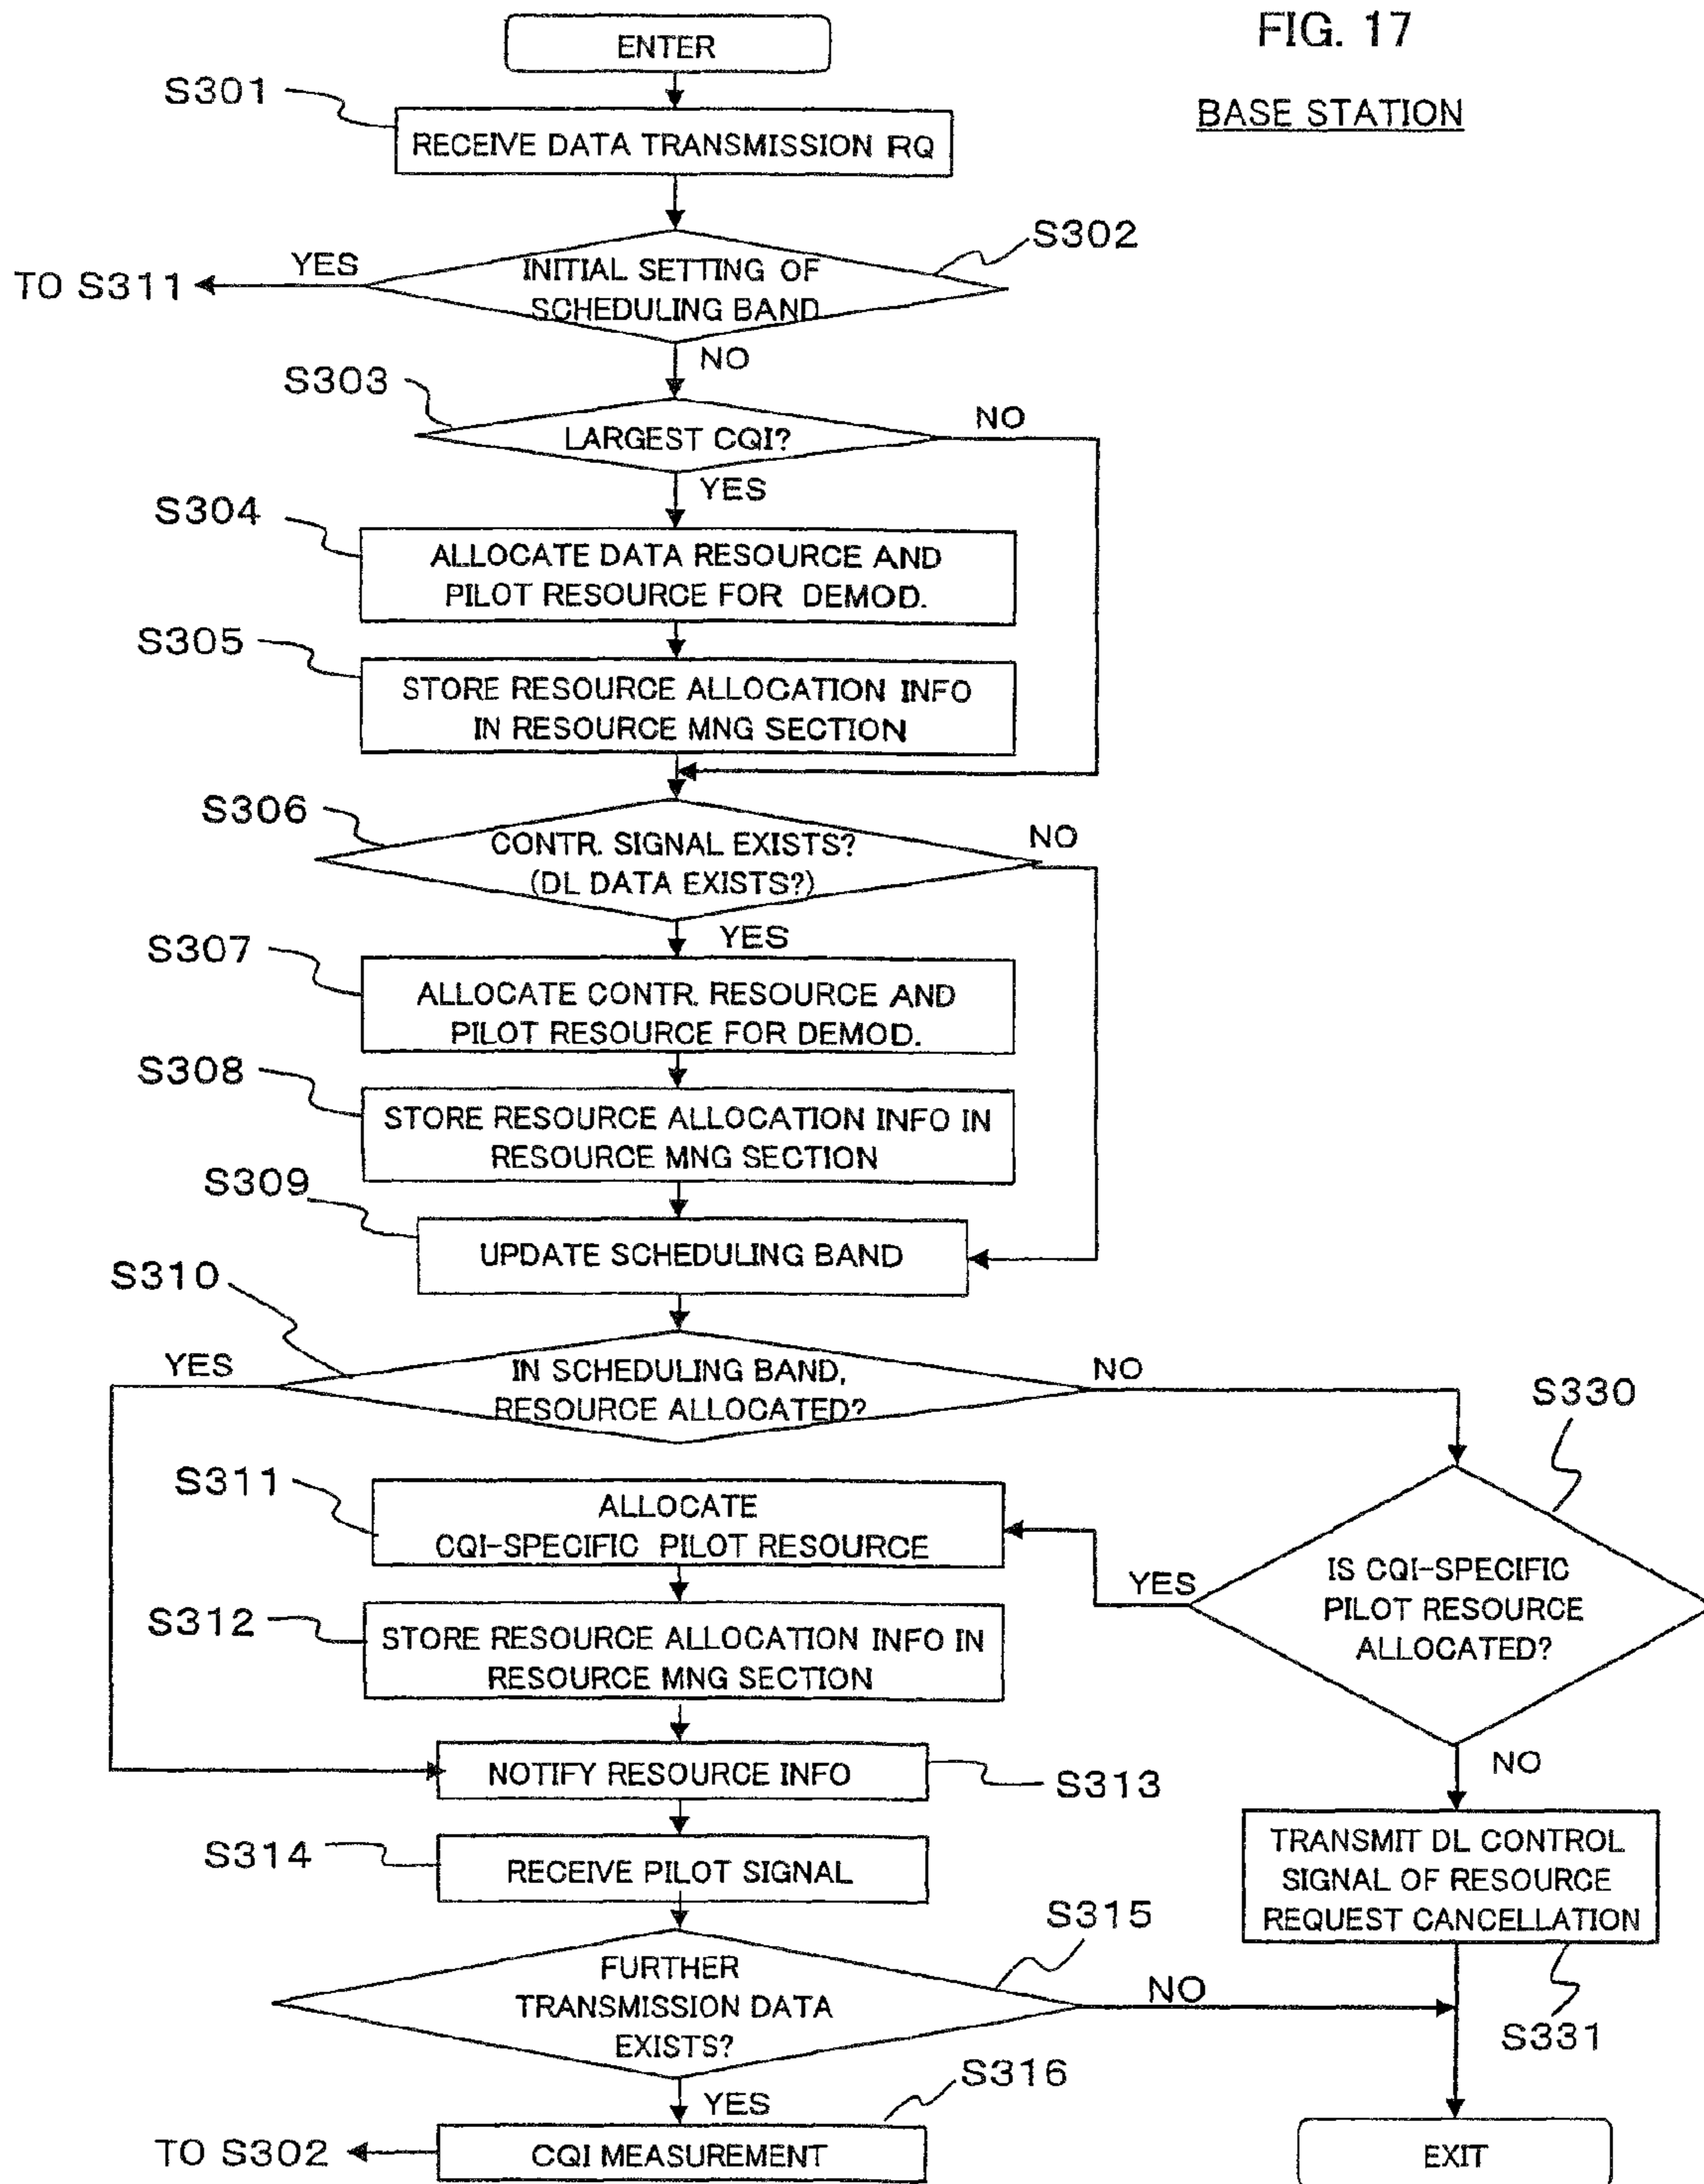 FIG. 17
BASE STATION
ENTER
S301
RECEIVE DATA TRANSMISSION RQ
S302
TO S311
YES
INITIAL SETTING OF
SCHEDULING BAND
NO
S303
LARGEST CQI?
NO
YES
S304
ALLOCATE DATA RESOURCE AND
PILOT RESOURCE FOR DEMOD.
S305
STORE RESOURCE ALLOCATION INFO
IN RESOURCE MNG SECTION
S306
CONTR. SIGNAL EXISTS?
(DL DATA EXISTS?)
NO
YES
S307
ALLOCATE CONTR. RESOURCE AND
PILOT RESOURCE FOR DEMOD.
S308
STORE RESOURCE ALLOCATION INFO IN
RESOURCE MNG SECTION
S309
UPDATE SCHEDULING BAND
S310
YES
IN SCHEDULING BAND,
RESOURCE ALLOCATED?
NO
S330
S311
ALLOCATE
CQI-SPECIFIC PILOT RESOURCE
YES
IS CQI-SPECIFIC
PILOT RESOURCE
ALLOCATED?
S312
STORE RESOURCE ALLOCATION INFO IN
RESOURCE MNG SECTION
NO
NOTIFY RESOURCE INFO
S313
S314
RECEIVE PILOT SIGNAL
TRANSMIT DL CONTROL
SIGNAL OF RESOURCE
REQUEST CANCELLATION
S315
FURTHER
TRANSMISSION DATA
EXISTS?
NO
S331
YES
S316
TO S302
CQI MEASUREMENT
EXIT